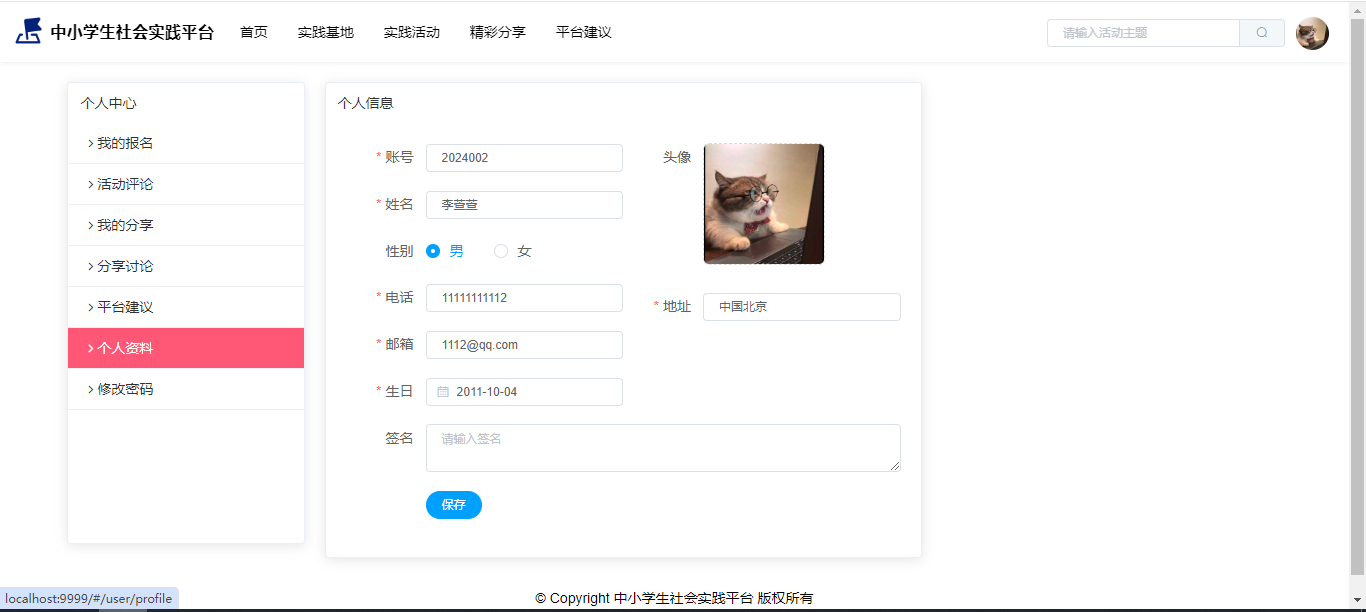 中小学生社会实践平台 首页 实践基地 实践活动 精彩分享 平台建议 请输入活动主题
个人中心
我的报名
活动评论
我的分享
分享讨论
平台建议
个人资料
修改密码
个人信息
* 账号 2024002
头像
* 姓名 李萱萱
性别 男 女
* 电话 11111111112
* 地址 中国北京
* 邮箱 1112@qq.com
* 生日 2011-10-04
签名 请输入签名
保存
© Copyright 中小学生社会实践平台 版权所有
localhost:9999/#/user/profile